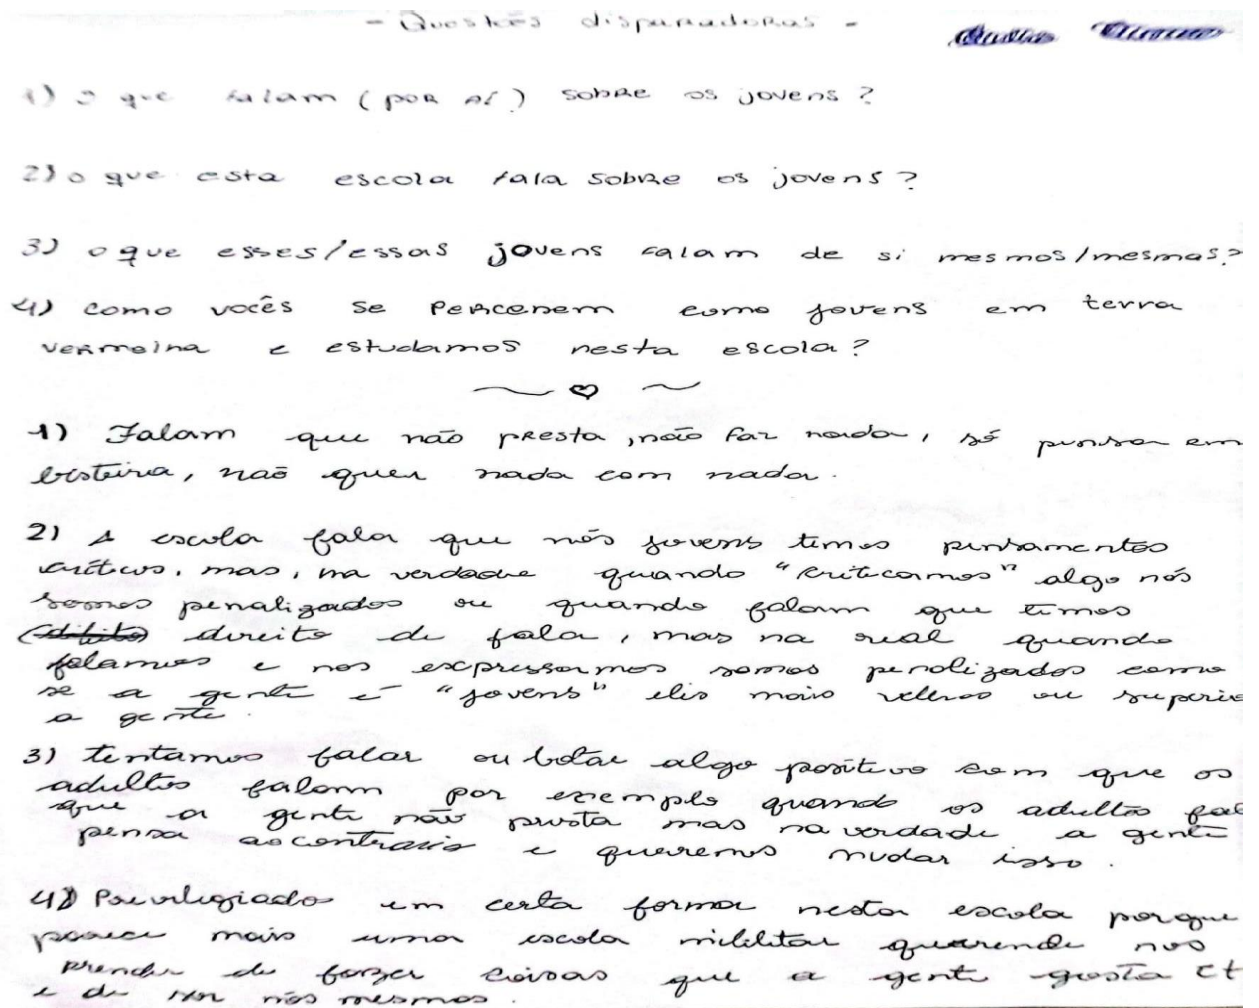 - Questões disparadoras -
1) o que falam (por aí) sobre os jovens?
2) o que esta escola fala sobre os jovens?
3) o que esses/essas jovens falam de si mesmos/mesmas?
4) como vocês se percebem como jovens em terra
vermelha e estudamos nesta escola?
1) Falam que não presta, não faz nada, só pensa em
besteira, não quer nada com nada.
2) A escola fala que nós jovens temos pensamentos
críticos, mas, na verdade quando "criticamos" algo nós
somos penalizados ou quando falam que temos
direito de fala, mas na real quando
falamos e nos expressarmos somos penalizados como
se a gente é "jovens" eles mais velhos ou superio
a gente.
3) tentamos falar ou botar algo positivo com que os
adultos falam por exemplo quando os adultos fal
que a gente não presta mas na verdade a gente
pensa ao contrario e queremos mudar isso.
4) Privilegiado em certa forma nesta escola porque
parece mais uma escola militar querendo nos
prender de fazer coisas que a gente gosta et
e de ser nós mesmos.